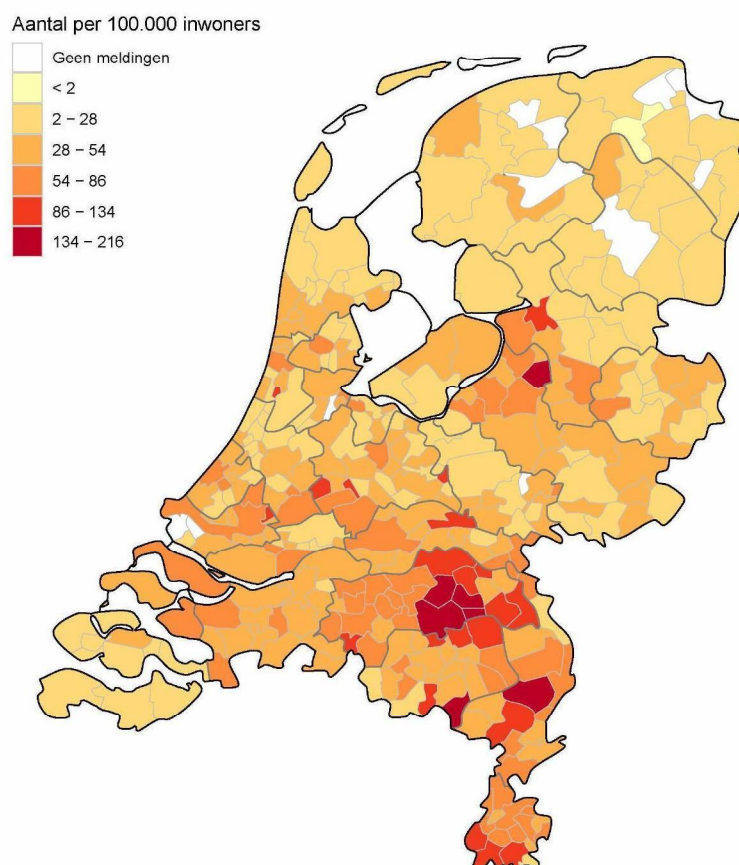 Aantal per 100.000 inwoners
Geen meldingen
< 2
2 – 28
28 – 54
54 – 86
86 – 134
134 – 216